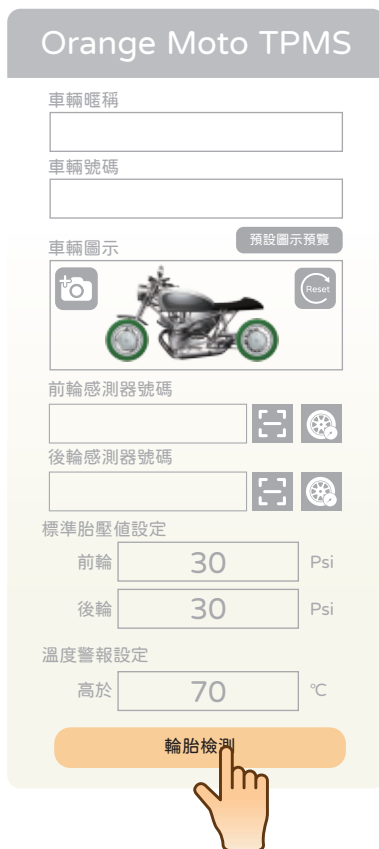 Orange Moto TPMS
車輛暱稱
車輛號碼
車輛圖示
預設圖示預覽
Reset
前輪感測器號碼
後輪感測器號碼
標準胎壓值設定
前輪 30 Psi
後輪 30 Psi
溫度警報設定
高於 70 ℃
輪胎檢測